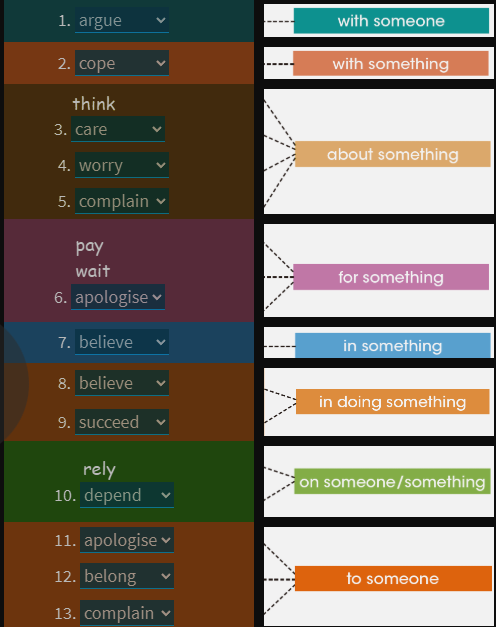 1. argue with someone
2. cope with something
think
3. care
4. worry about something
5. complain
pay
wait for something
6. apologise
7. believe in something
8. believe
in doing something
9. succeed
rely
10. depend on someone/something
11. apologise
12. belong to someone
13. complain